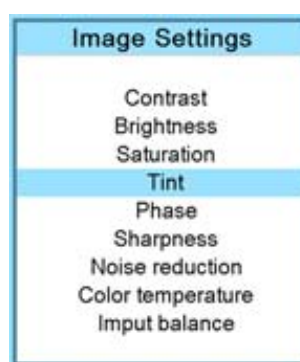 Image Settings
Contrast
Brightness
Saturation
Tint
Phase
Sharpness
Noise reduction
Color temperature
Imput balance